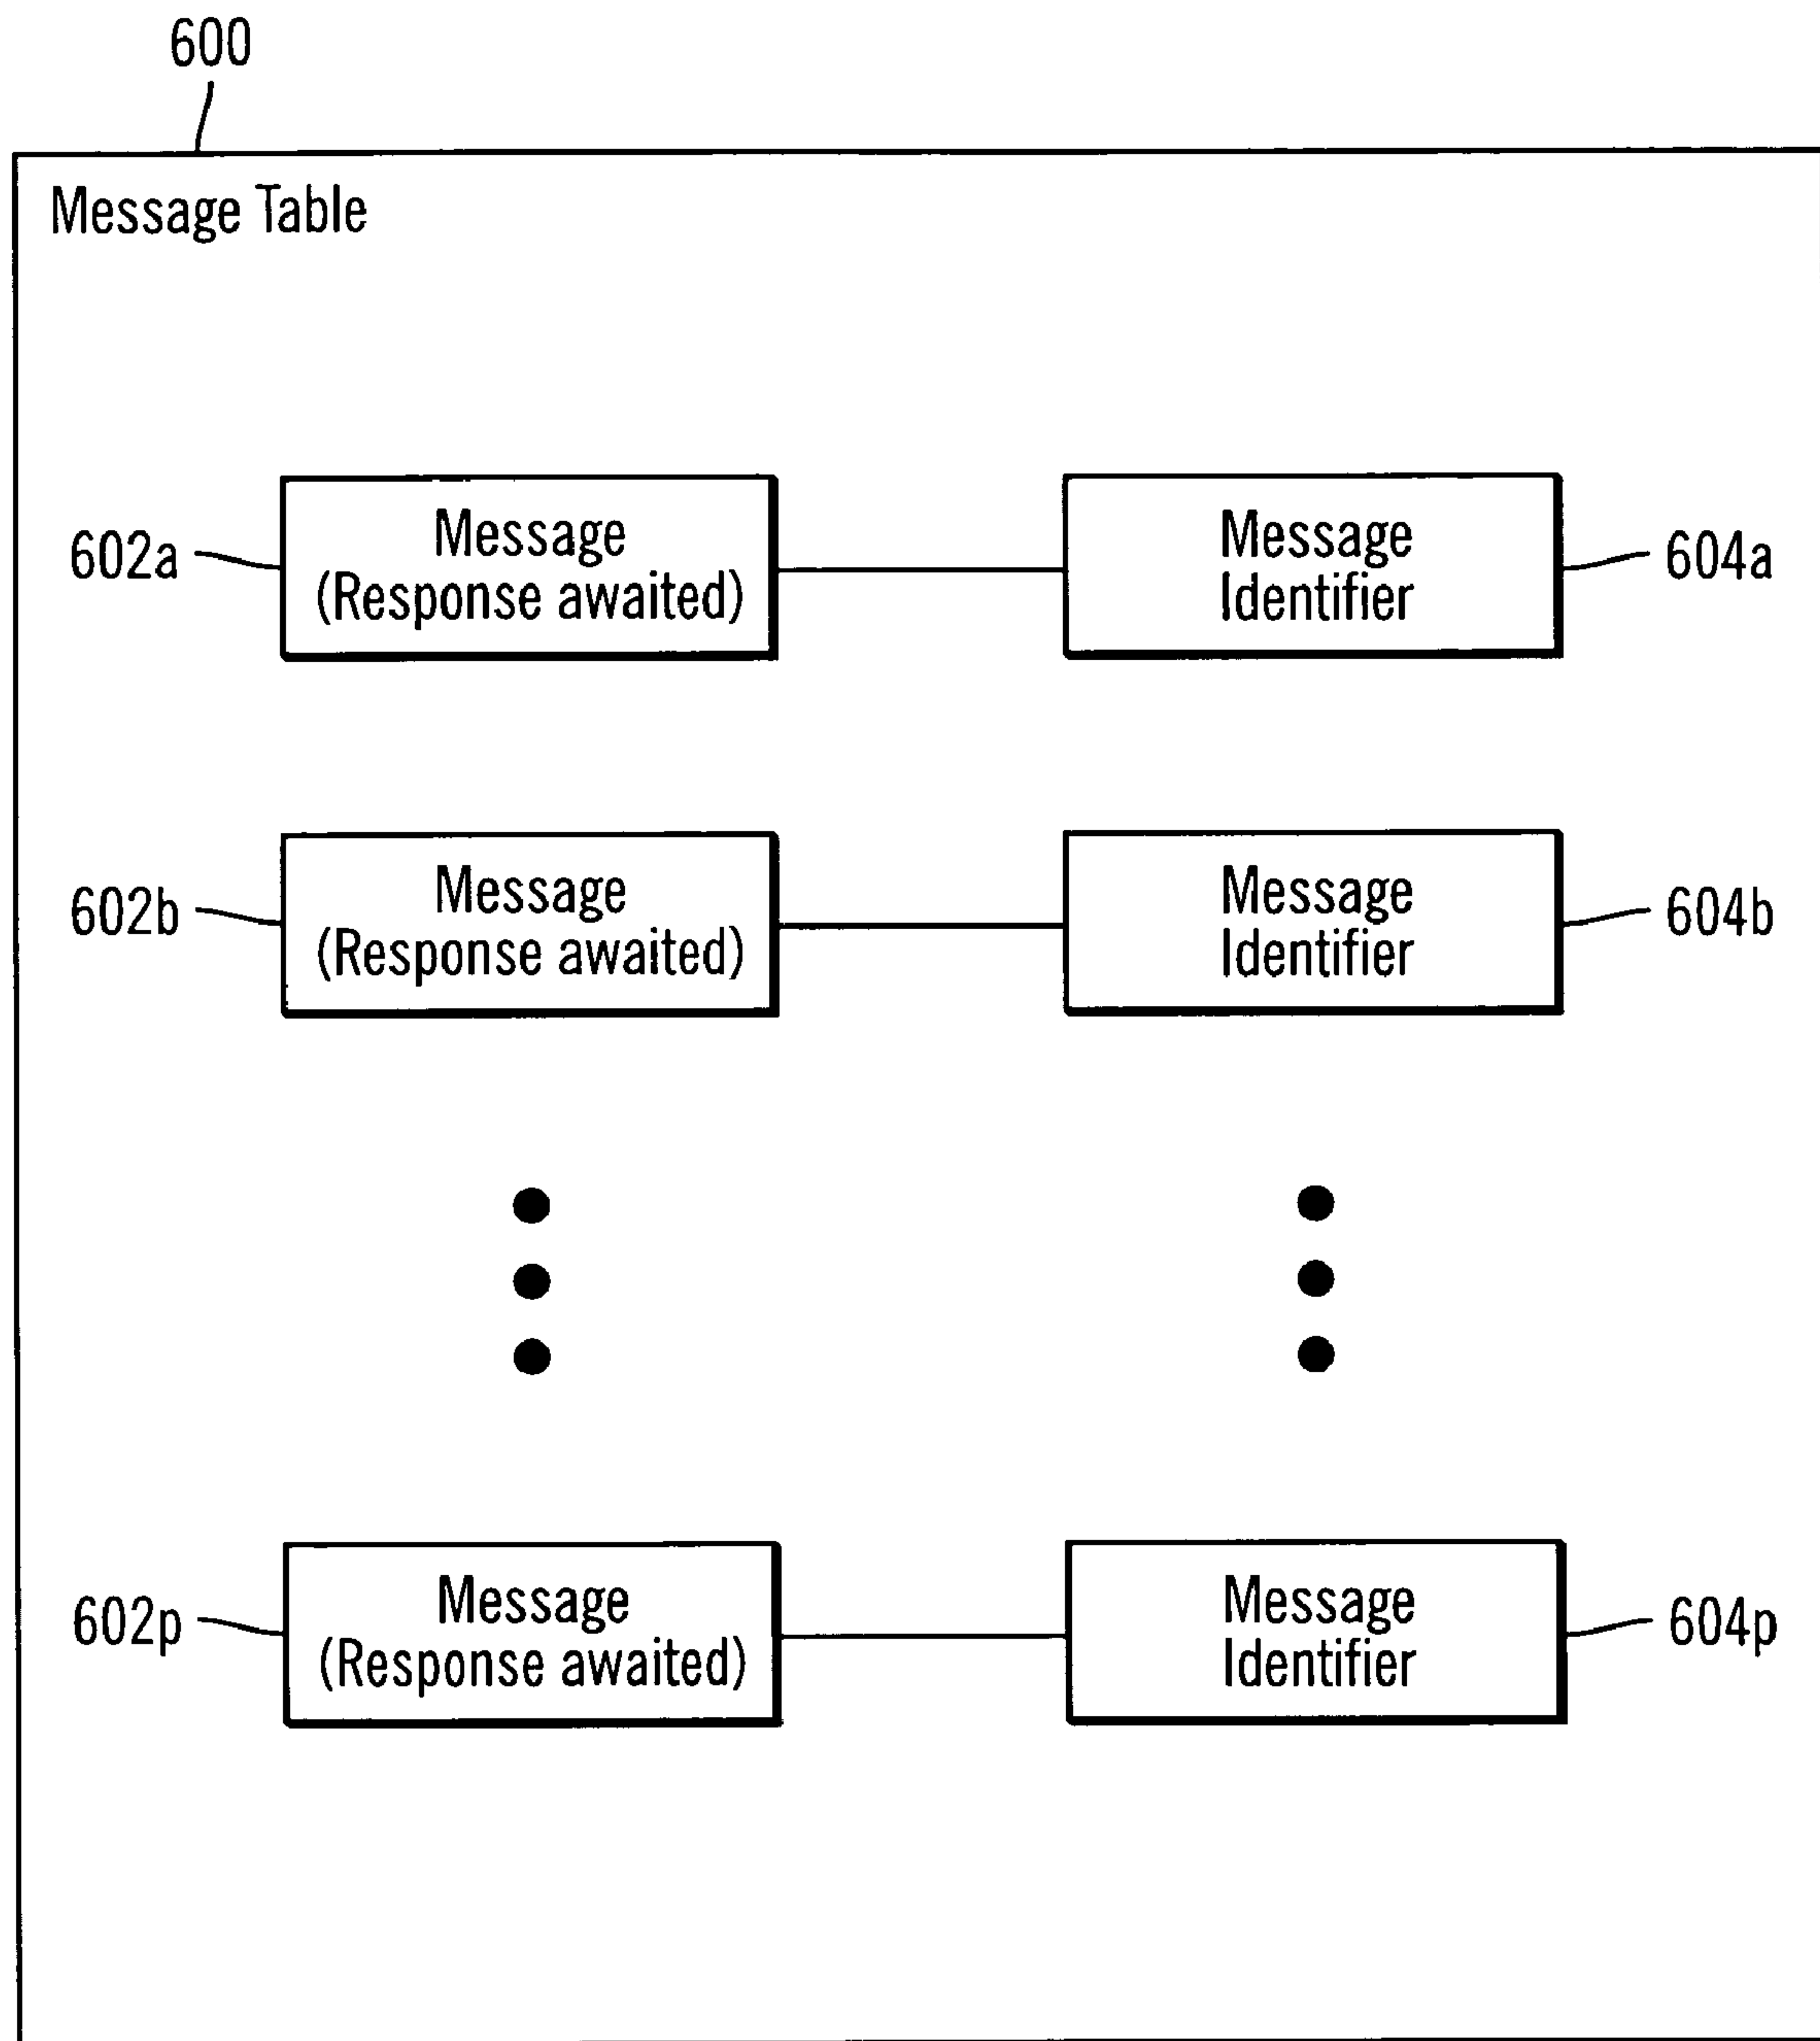 600
Message Table
602a
Message
(Response awaited)
Message
Identifier
604a
602b
Message
(Response awaited)
Message
Identifier
604b
602p
Message
(Response awaited)
Message
Identifier
604p